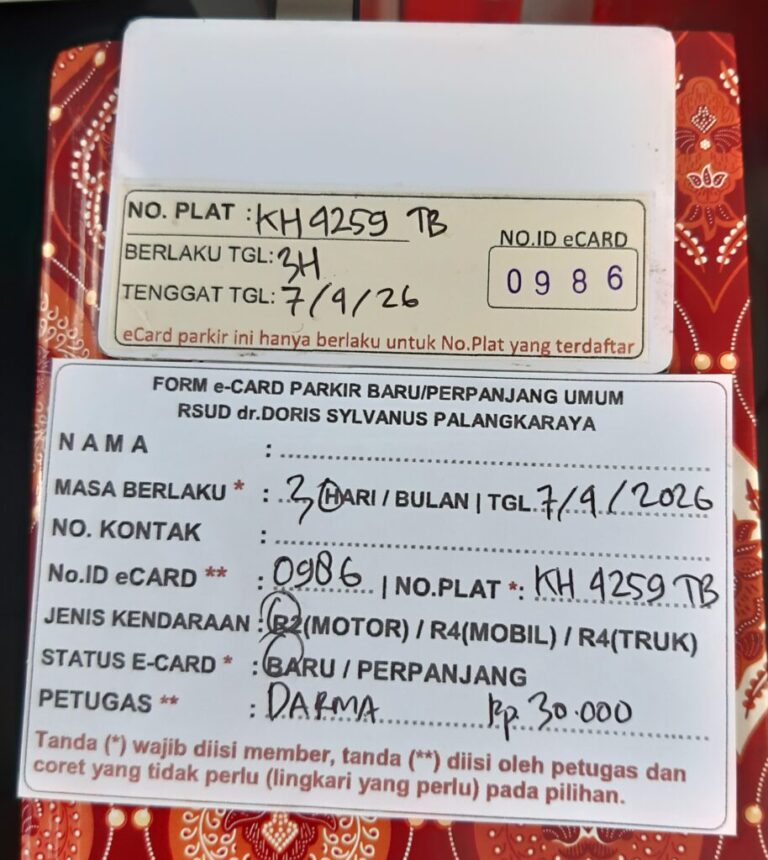 NO. PLAT : KH 4259 TB
BERLAKU TGL: 3H
TENGGAT TGL: 7/9/26
NO.ID eCARD
0986
eCard parkir ini hanya berlaku untuk No.Plat yang terdaftar
FORM e-CARD PARKIR BARU/PERPANJANG UMUM
RSUD dr.DORIS SYLVANUS PALANGKARAYA
NAMA :
MASA BERLAKU * : 3 HARI / BULAN | TGL. 7/9/2026
NO. KONTAK :
No.ID eCARD ** : 0986 | NO.PLAT *: KH 4259 TB
JENIS KENDARAAN : R2(MOTOR) / R4(MOBIL) / R4(TRUK)
STATUS E-CARD * : BARU / PERPANJANG
PETUGAS ** : DARMA Rp. 30.000
Tanda (*) wajib diisi member, tanda (**) diisi oleh petugas dan
coret yang tidak perlu (lingkari yang perlu) pada pilihan.